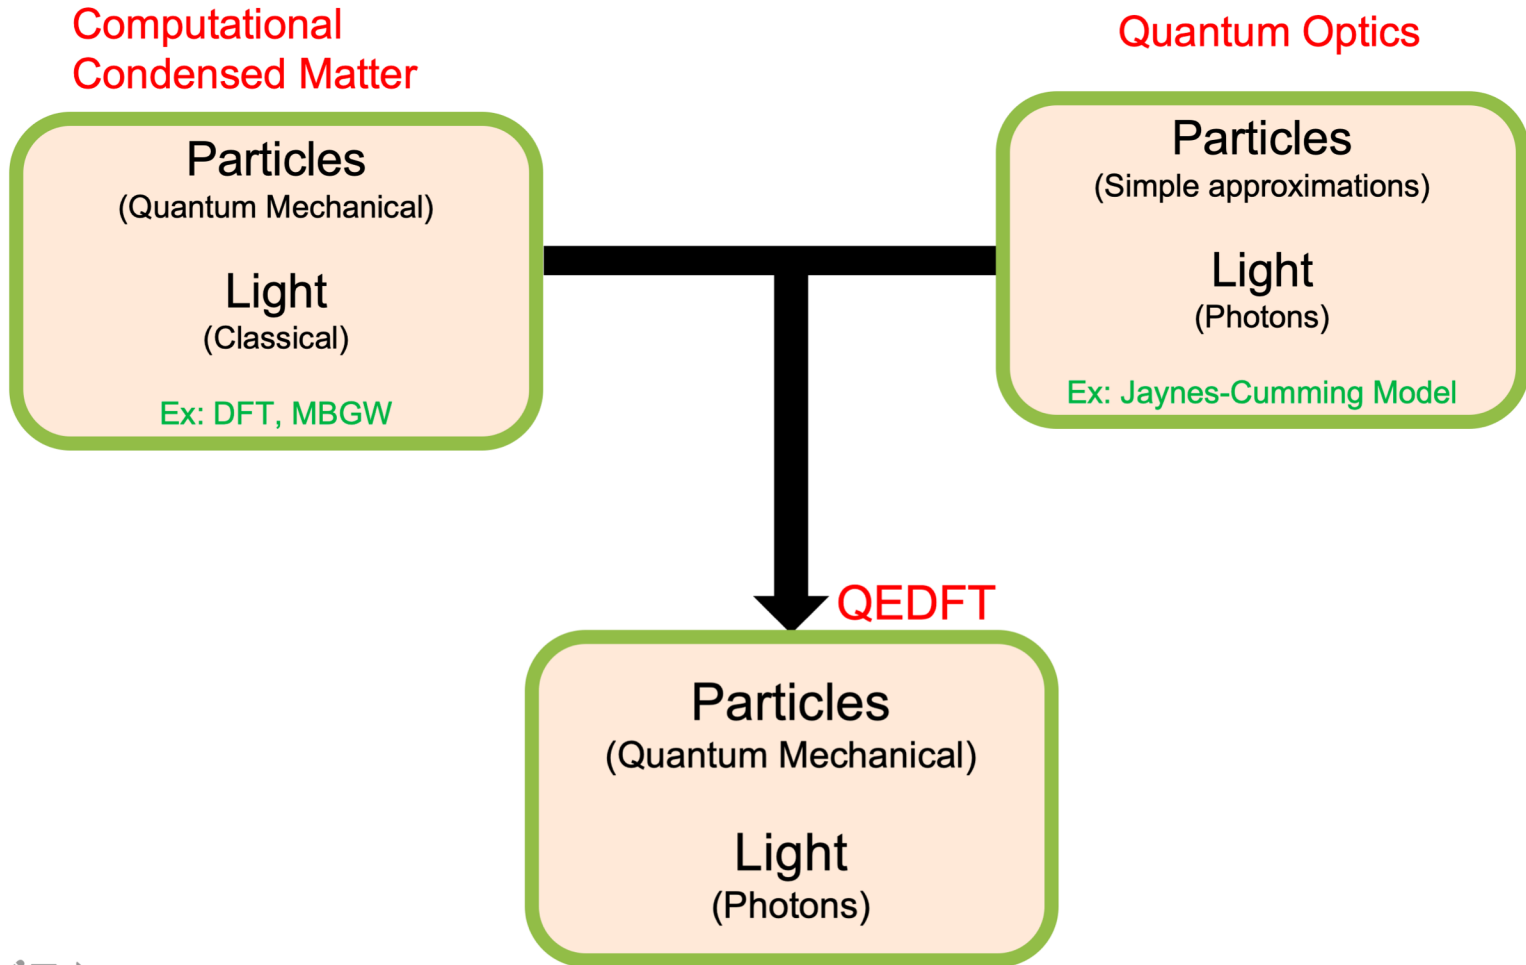 Computational
Condensed Matter
Particles
(Quantum Mechanical)
Light
(Classical)
Ex: DFT, MBGW
Quantum Optics
Particles
(Simple approximations)
Light
(Photons)
Ex: Jaynes-Cumming Model
QEDFT
Particles
(Quantum Mechanical)
Light
(Photons)